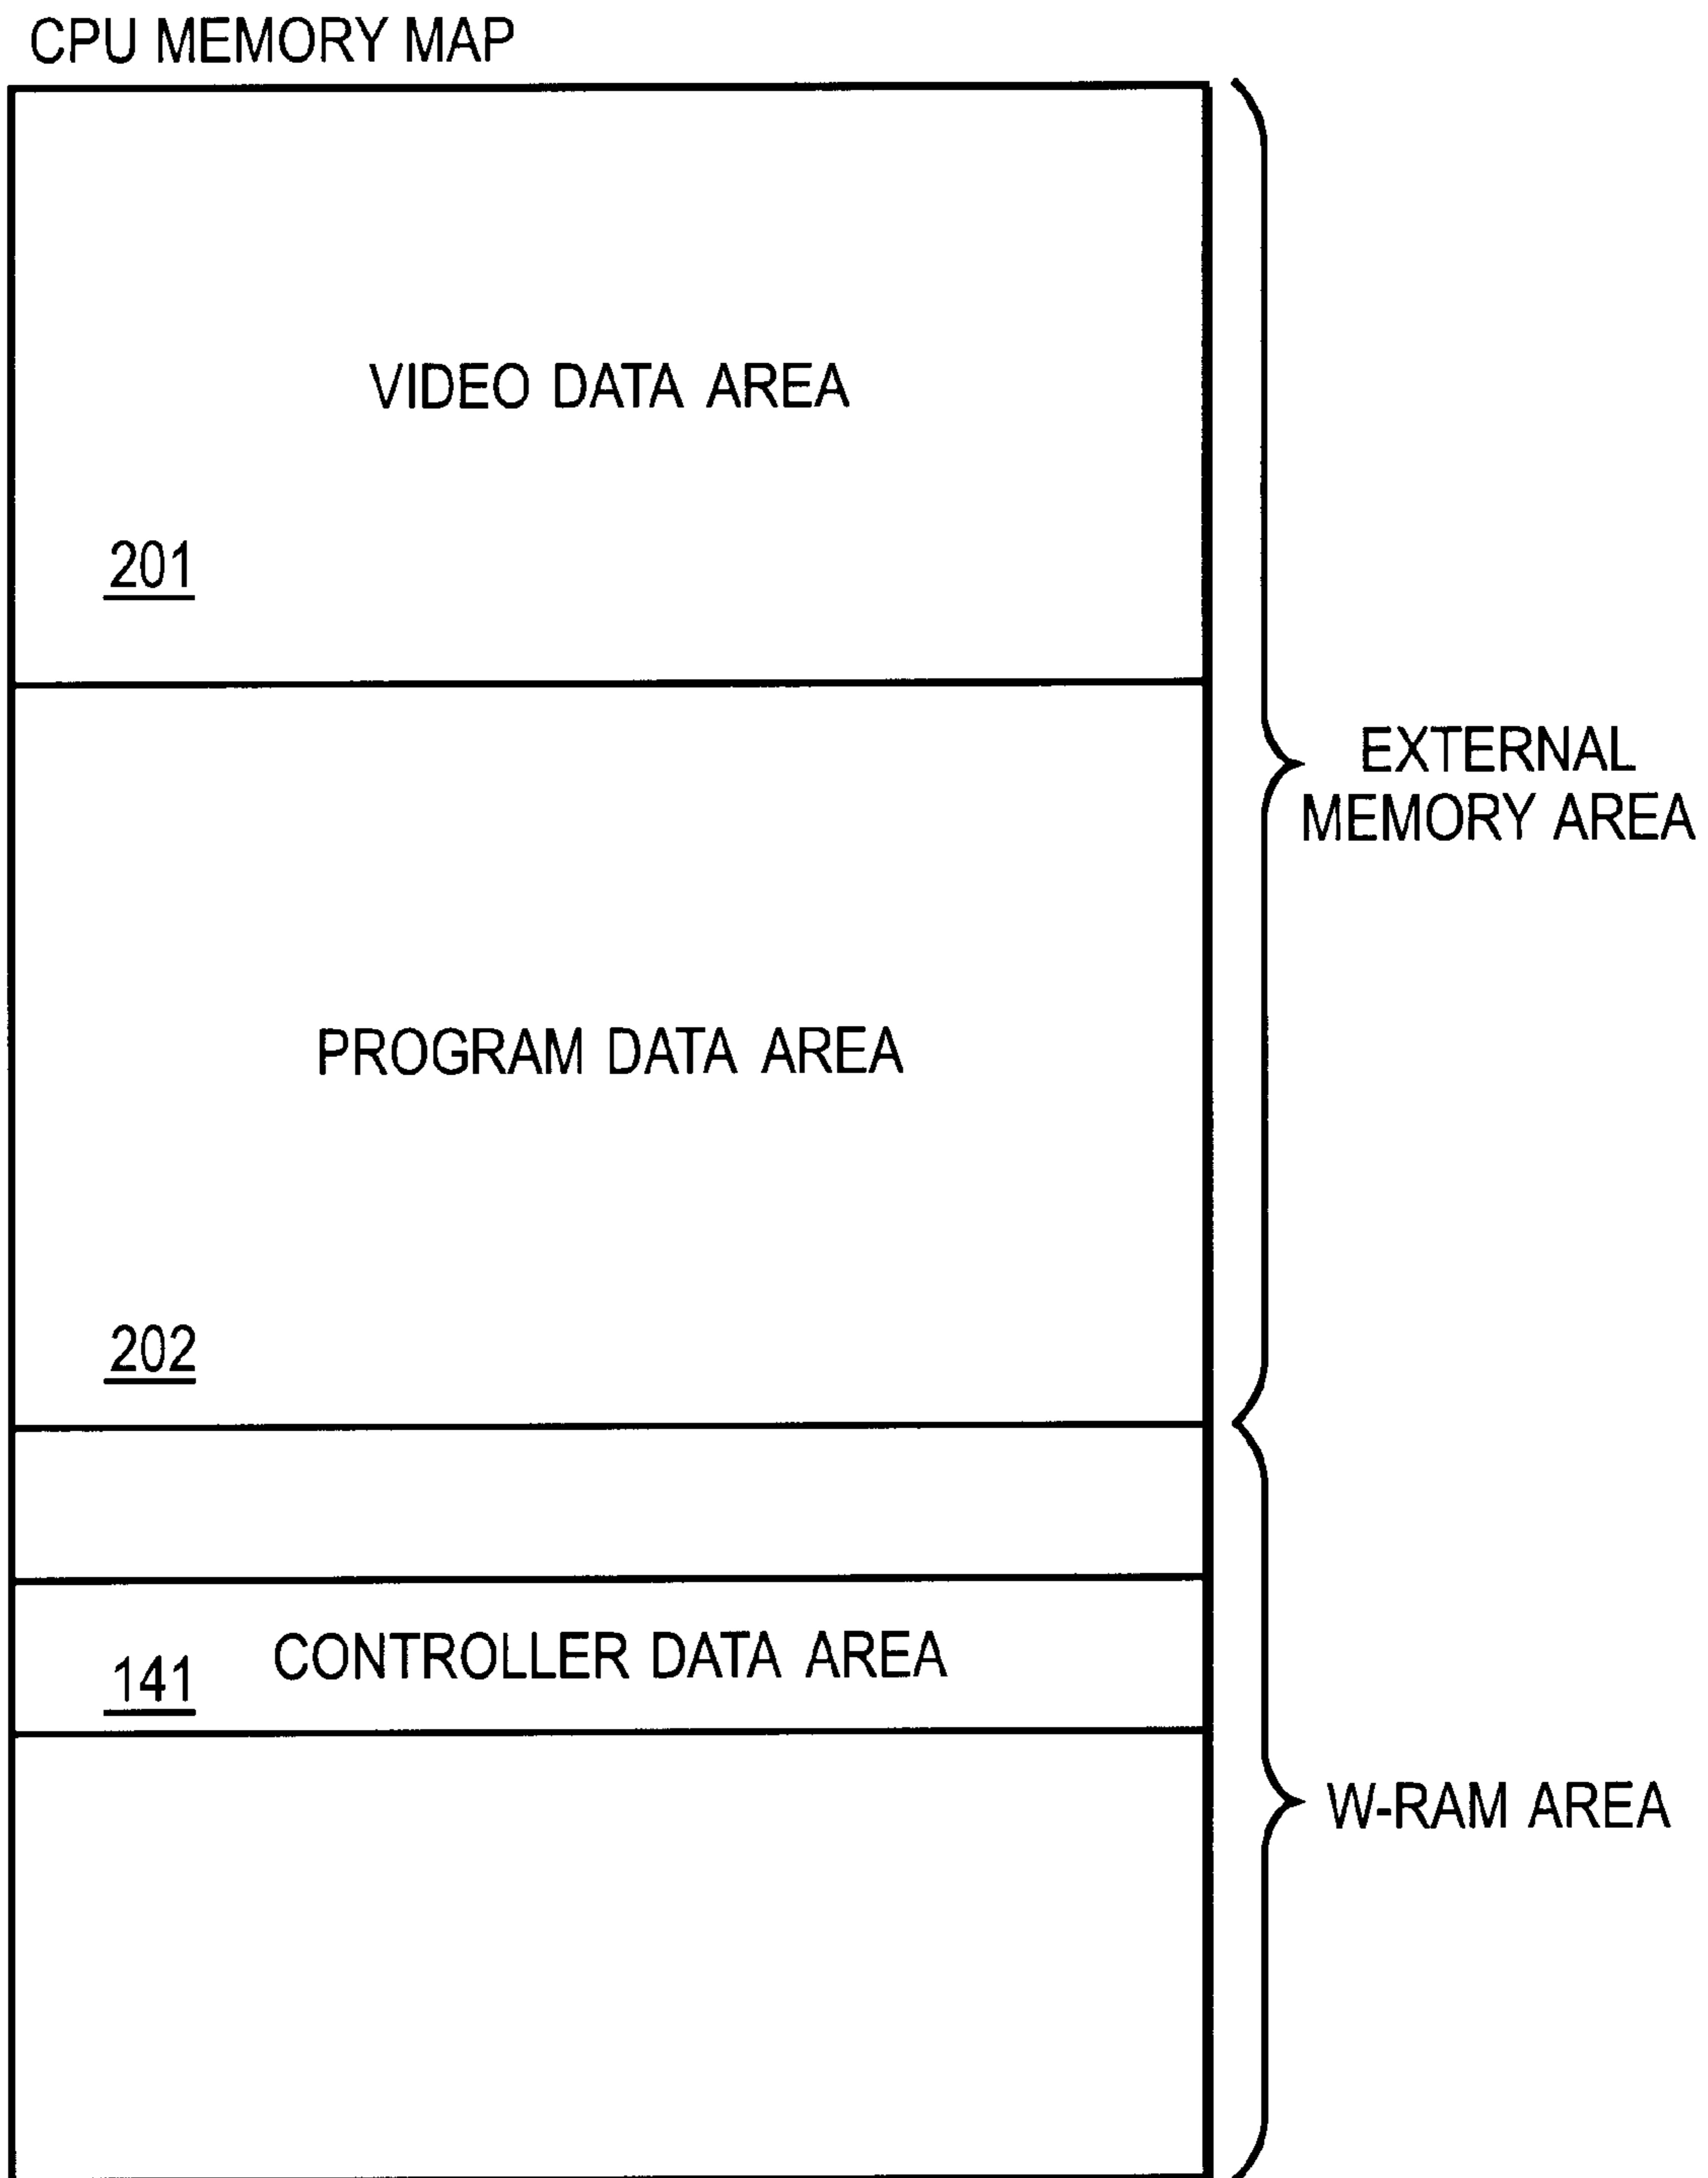 CPU MEMORY MAP
VIDEO DATA AREA
201
EXTERNAL
MEMORY AREA
PROGRAM DATA AREA
202
CONTROLLER DATA AREA
141
W-RAM AREA